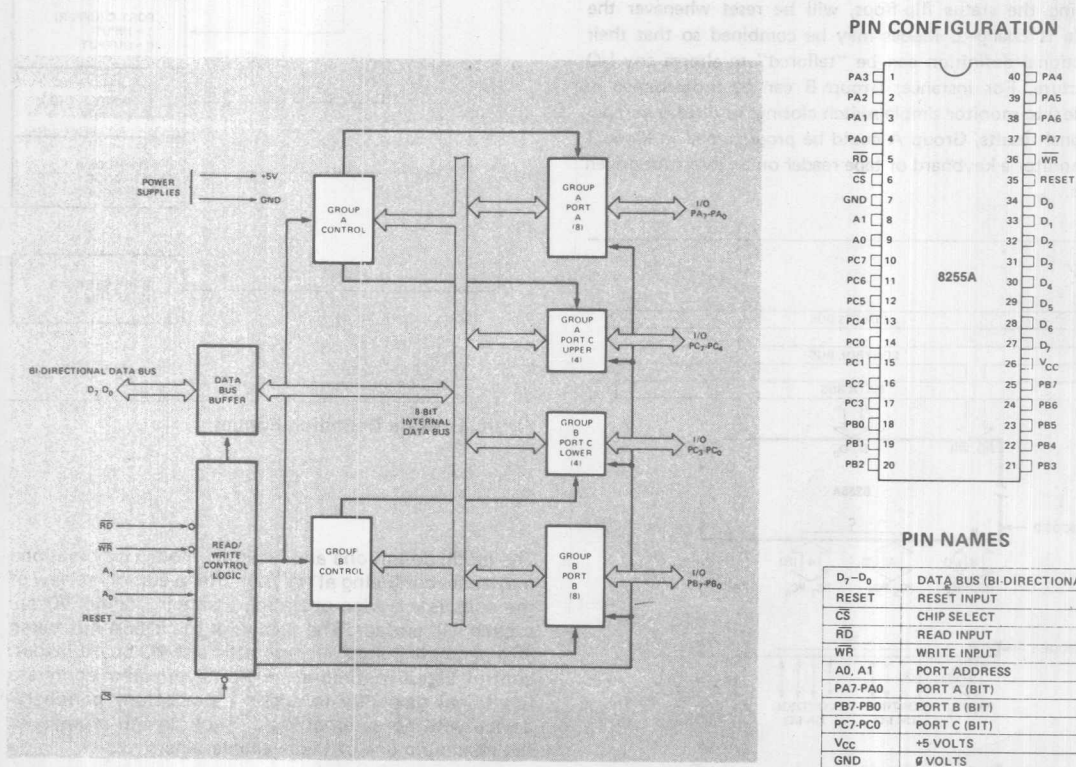 PIN CONFIGURATION
PA3 1
PA2 2
PA1 3
PA0 4
RD 5
CS 6
GND 7
A1 8
A0 9
PC7 10
PC6 11
PC5 12
PC4 13
PC0 14
PC1 15
PC2 16
PC3 17
PB0 18
PB1 19
PB2 20
8255A
40 PA4
39 PA5
38 PA6
37 PA7
36 WR
35 RESET
34 D0
33 D1
32 D2
31 D3
30 D4
29 D5
28 D6
27 D7
26 VCC
25 PB7
24 PB6
23 PB5
22 PB4
21 PB3
POWER
SUPPLIES
+5V
GND
GROUP
A
CONTROL
GROUP
A
PORT
A
(8)
I/O
PA7-PA0
GROUP
A
PORT C
UPPER
(4)
I/O
PC7-PC4
BI-DIRECTIONAL DATA BUS
D7-D0
DATA
BUS
BUFFER
8-BIT
INTERNAL
DATA BUS
GROUP
B
PORT C
LOWER
(4)
I/O
PC3-PC0
RD
WR
A1
A0
RESET
CS
READ/
WRITE
CONTROL
LOGIC
GROUP
B
CONTROL
GROUP
B
PORT
B
(8)
I/O
PB7-PB0
PIN NAMES
D7-D0 DATA BUS (BI-DIRECTIONA
RESET RESET INPUT
CS CHIP SELECT
RD READ INPUT
WR WRITE INPUT
A0, A1 PORT ADDRESS
PA7-PA0 PORT A (BIT)
PB7-PB0 PORT B (BIT)
PC7-PC0 PORT C (BIT)
VCC +5 VOLTS
GND 0 VOLTS